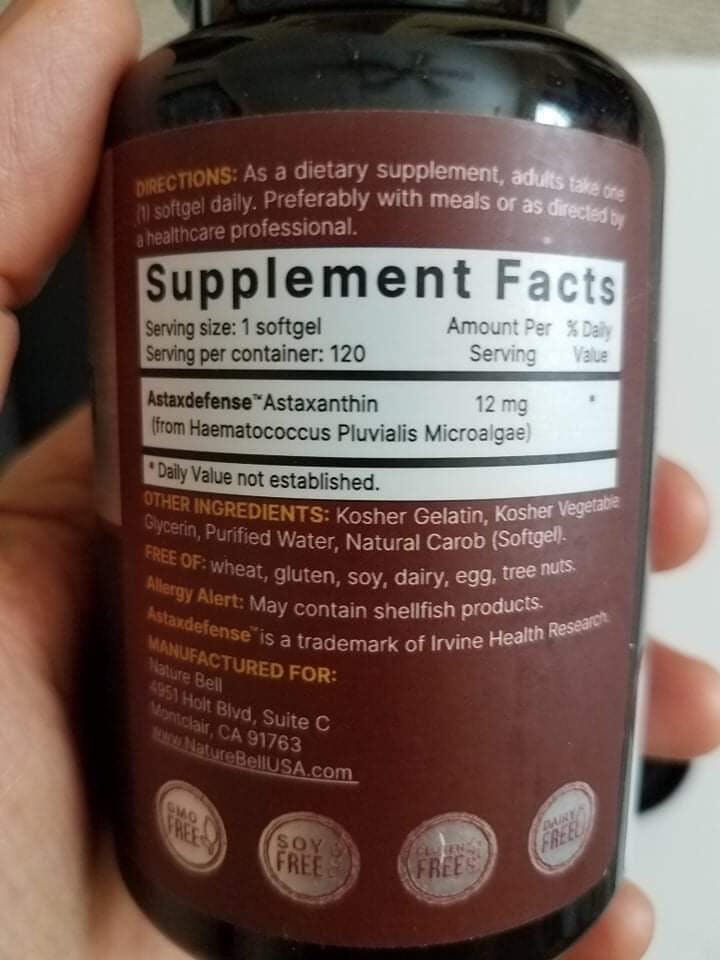 DIRECTIONS: As a dietary supplement, adults take one
(1) softgel daily. Preferably with meals or as directed by
a healthcare professional.
Supplement Facts
Serving size: 1 softgel
Serving per container: 120
Amount Per Serving
% Daily Value
Astaxdefense™Astaxanthin 12 mg *
(from Haematococcus Pluvialis Microalgae)
* Daily Value not established.
OTHER INGREDIENTS: Kosher Gelatin, Kosher Vegetable
Glycerin, Purified Water, Natural Carob (Softgel).
FREE OF: wheat, gluten, soy, dairy, egg, tree nuts.
Allergy Alert: May contain shellfish products.
Astaxdefense™ is a trademark of Irvine Health Research.
MANUFACTURED FOR:
Nature Bell
4951 Holt Blvd, Suite C
Montclair, CA 91763
www.NatureBellUSA.com
GMO
FREE
SOY
FREE
GLUTEN
FREE
DAIRY
FREE